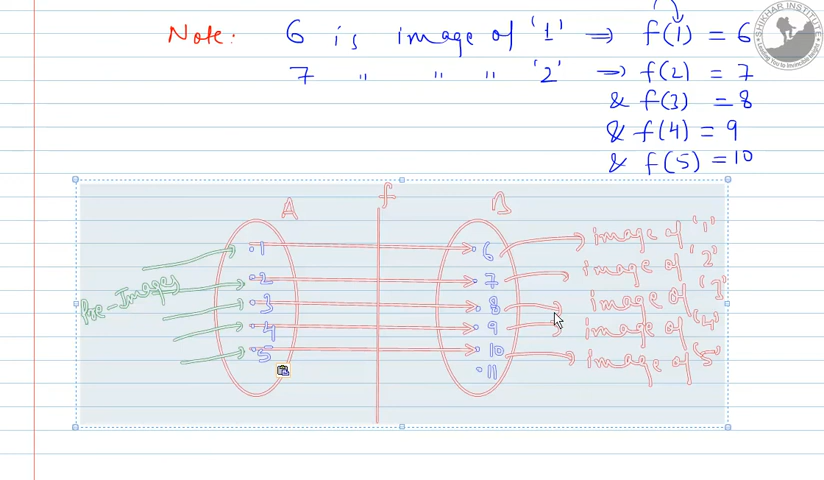 Note: 6 is image of '1' ⇒ f(1) = 6
7 " " " '2' ⇒ f(2) = 7
& f(3) = 8
& f(4) = 9
& f(5) = 10
A f B
Pre-Images
1 6 image of '1'
2 7 image of '2'
3 8 image of '3'
4 9 image of '4'
5 10 image of '5'
11
SHIKHAR INSTITUTE